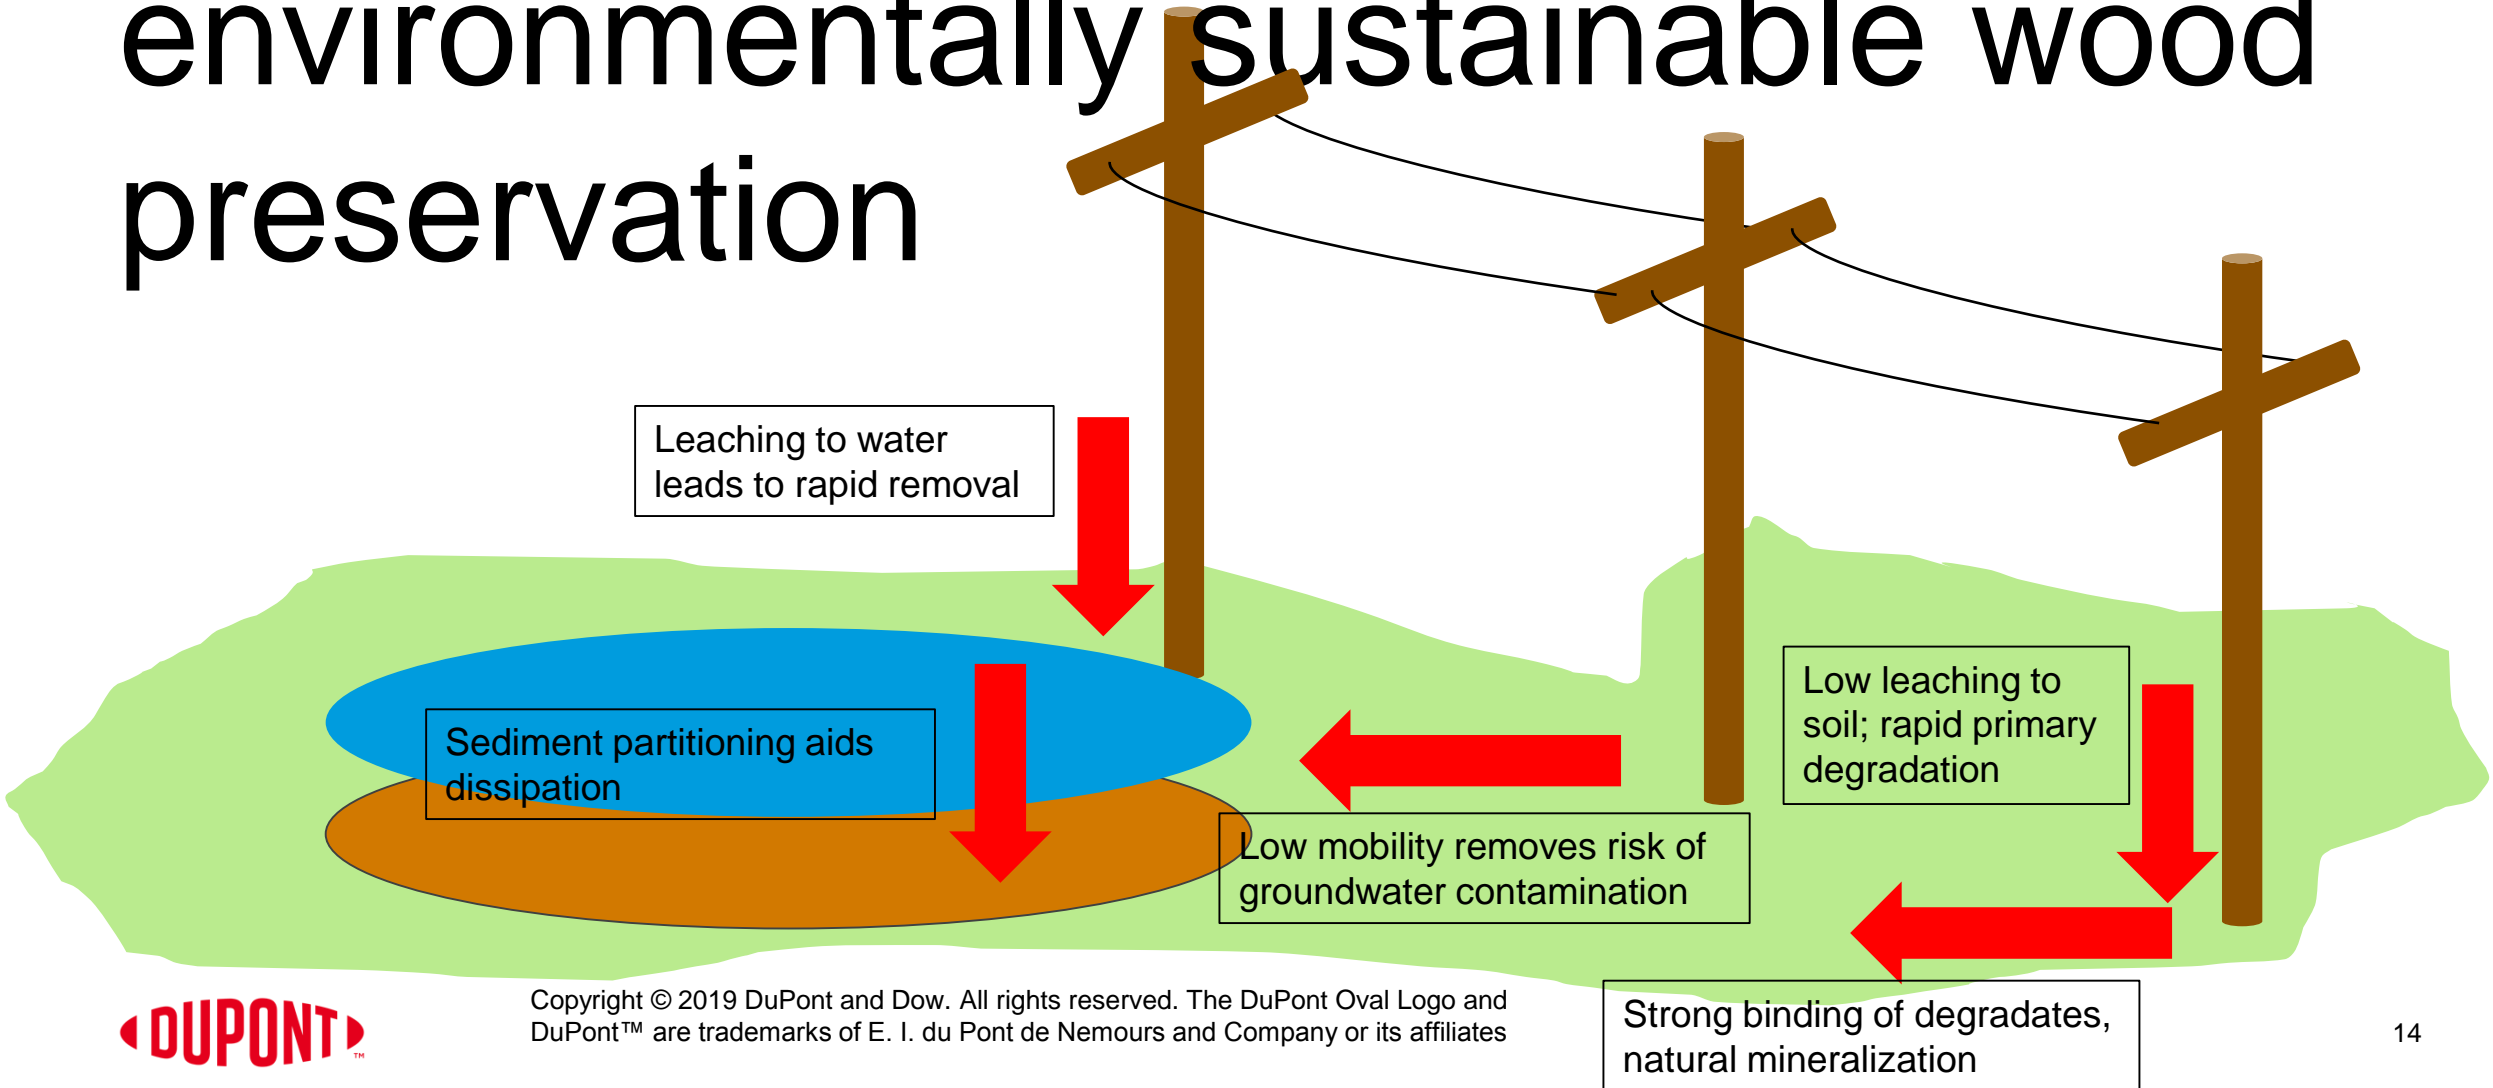 environmentally sustainable wood
preservation
Leaching to water
leads to rapid removal
Sediment partitioning aids
dissipation
Low leaching to
soil; rapid primary
degradation
Low mobility removes risk of
groundwater contamination
Strong binding of degradates,
natural mineralization
DUPONT™
Copyright © 2019 DuPont and Dow. All rights reserved. The DuPont Oval Logo and
DuPont™ are trademarks of E. I. du Pont de Nemours and Company or its affiliates
14